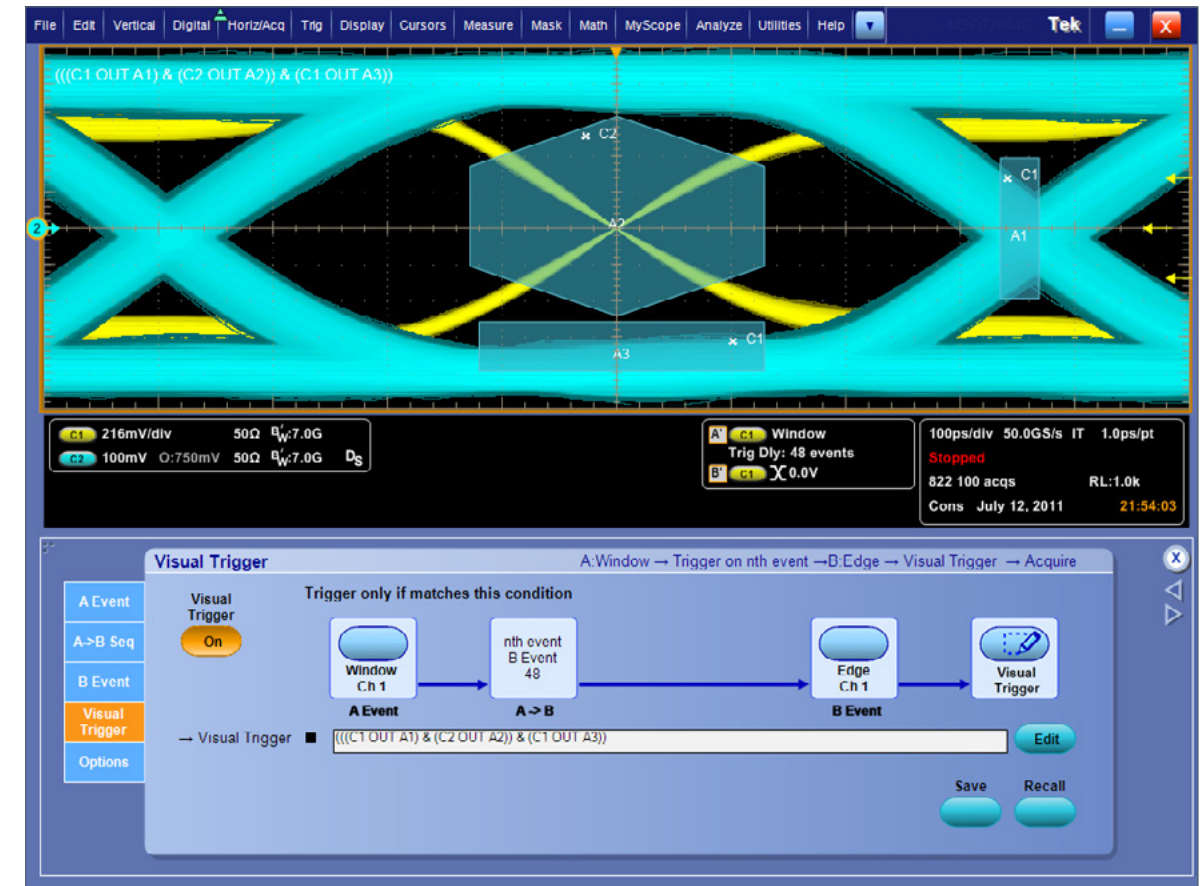 File Edit Vertical Digital Horiz/Acq Trig Display Cursors Measure Mask Math MyScope Analyze Utilities Help Tek
(((C1 OUT A1) & (C2 OUT A2)) & (C1 OUT A3))
C2
C1
2
A2
A1
C1
A3
C1 216mV/div 50Ω BW:7.0G
C2 100mV O:750mV 50Ω BW:7.0G DS
A' C1 Window
Trig Dly: 48 events
B' C1 0.0V
100ps/div 50.0GS/s IT 1.0ps/pt
Stopped
822 100 acqs RL:1.0k
Cons July 12, 2011 21:54:03
Visual Trigger
A:Window → Trigger on nth event →B:Edge → Visual Trigger → Acquire
A Event
A->B Seq
B Event
Visual
Trigger
Options
Visual
Trigger
On
Trigger only if matches this condition
Window
Ch 1
A Event
nth event
B Event
48
A -> B
Edge
Ch 1
B Event
Visual
Trigger
→ Visual Trigger ■ (((C1 OUT A1) & (C2 OUT A2)) & (C1 OUT A3)) Edit
Save Recall